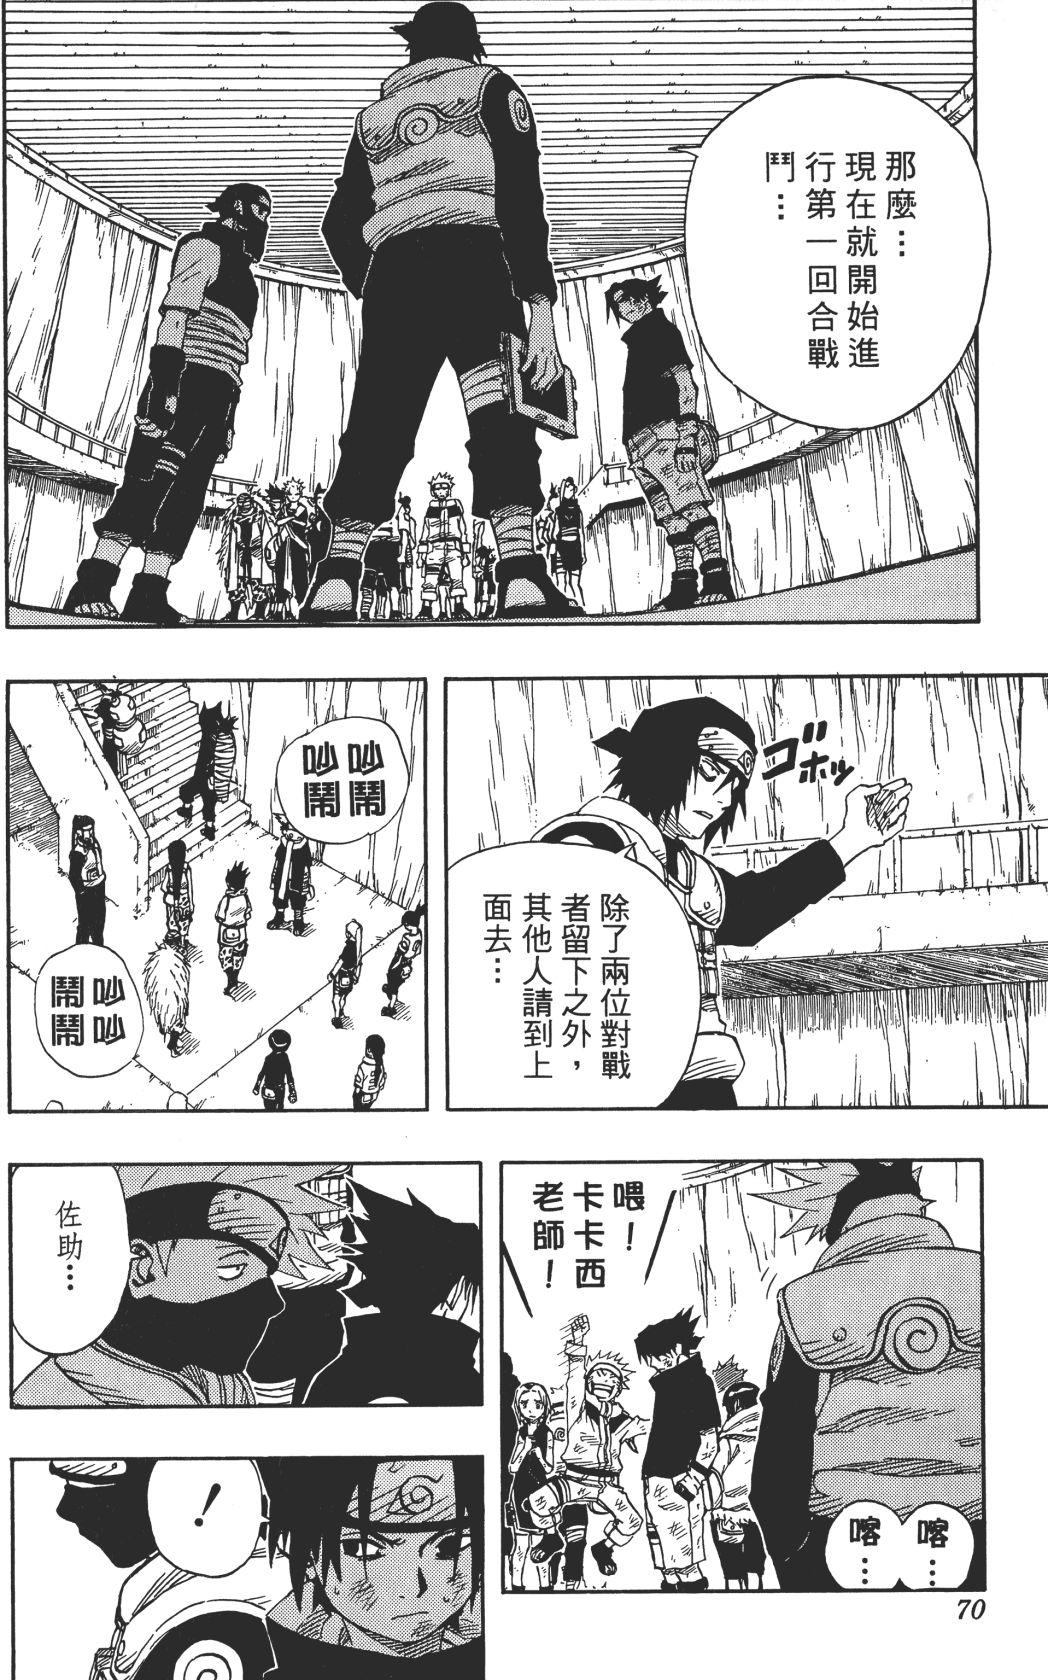 那麼…
現在就開始進
行第一回合戰
鬥…
ゴホッ
除了兩位對戰
者留下之外，
其他人請到上
面去…
吵鬧
吵鬧
吵吵
鬧鬧
喂！
卡卡西
老師！
喀…
喀…
佐助…
！
70